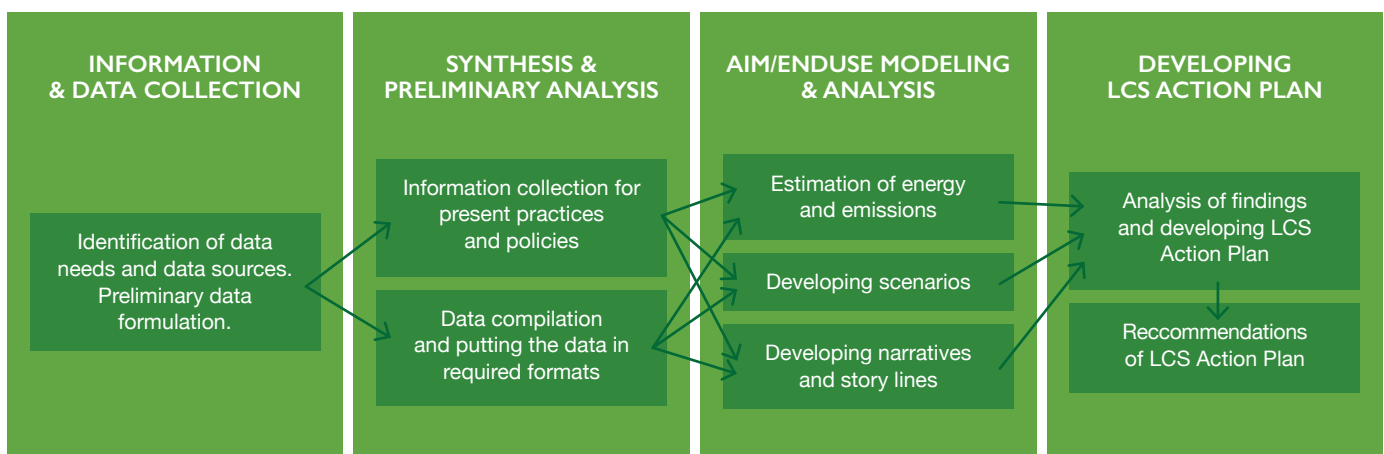 INFORMATION
& DATA COLLECTION
Identification of data
needs and data sources.
Preliminary data
formulation.
SYNTHESIS &
PRELIMINARY ANALYSIS
Information collection for
present practices
and policies
Data compilation
and putting the data in
required formats
AIM/ENDUSE MODELING
& ANALYSIS
Estimation of energy
and emissions
Developing scenarios
Developing narratives
and story lines
DEVELOPING
LCS ACTION PLAN
Analysis of findings
and developing LCS
Action Plan
Reccommendations
of LCS Action Plan